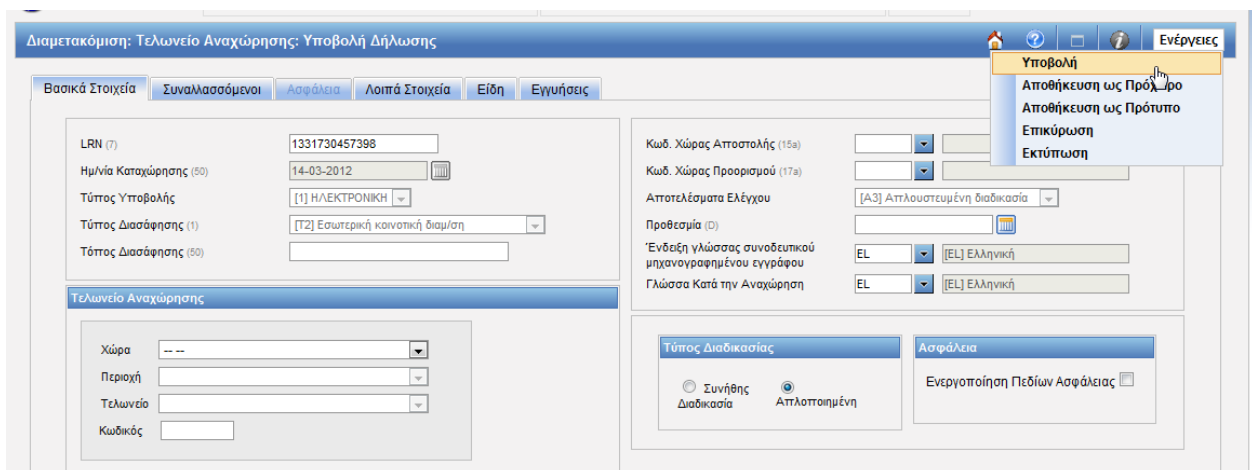 Διαμετακόμιση: Τελωνείο Αναχώρησης: Υποβολή Δήλωσης
Ενέργειες
Υποβολή
Αποθήκευση ως Πρόχειρο
Αποθήκευση ως Πρότυπο
Επικύρωση
Εκτύπωση
Βασικά Στοιχεία Συναλλασσόμενοι Ασφάλεια Λοιπά Στοιχεία Είδη Εγγυήσεις
LRN (7) 1331730457398
Ημ/νία Καταχώρησης (50) 14-03-2012
Τύπος Υποβολής [1] ΗΛΕΚΤΡΟΝΙΚΗ
Τύπος Διασάφησης (1) [T2] Εσωτερική κοινοτική διαμ/ση
Τόπος Διασάφησης (50)
Κωδ. Χώρας Αποστολής (15a)
Κωδ. Χώρας Προορισμού (17a)
Αποτελέσματα Ελέγχου [A3] Απλουστευμένη διαδικασία
Προθεσμία (D)
Ένδειξη γλώσσας συνοδευτικού
μηχανογραφημένου εγγράφου EL [EL] Ελληνική
Γλώσσα Κατά την Αναχώρηση EL [EL] Ελληνική
Τελωνείο Αναχώρησης
Χώρα -- --
Περιοχή
Τελωνείο
Κωδικός
Τύπος Διαδικασίας
Συνήθης
Διαδικασία
Απλοποιημένη
Ασφάλεια
Ενεργοποίηση Πεδίων Ασφάλειας